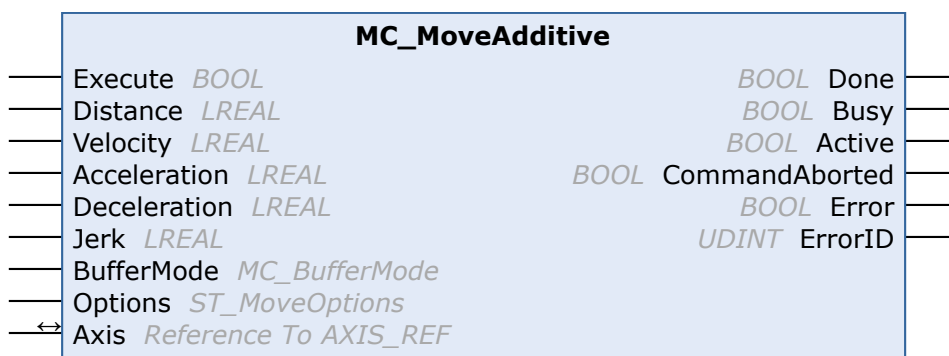 MC_MoveAdditive
Execute BOOL BOOL Done
Distance LREAL BOOL Busy
Velocity LREAL BOOL Active
Acceleration LREAL BOOL CommandAborted
Deceleration LREAL BOOL Error
Jerk LREAL UDINT ErrorID
BufferMode MC_BufferMode
Options ST_MoveOptions
↔ Axis Reference To AXIS_REF